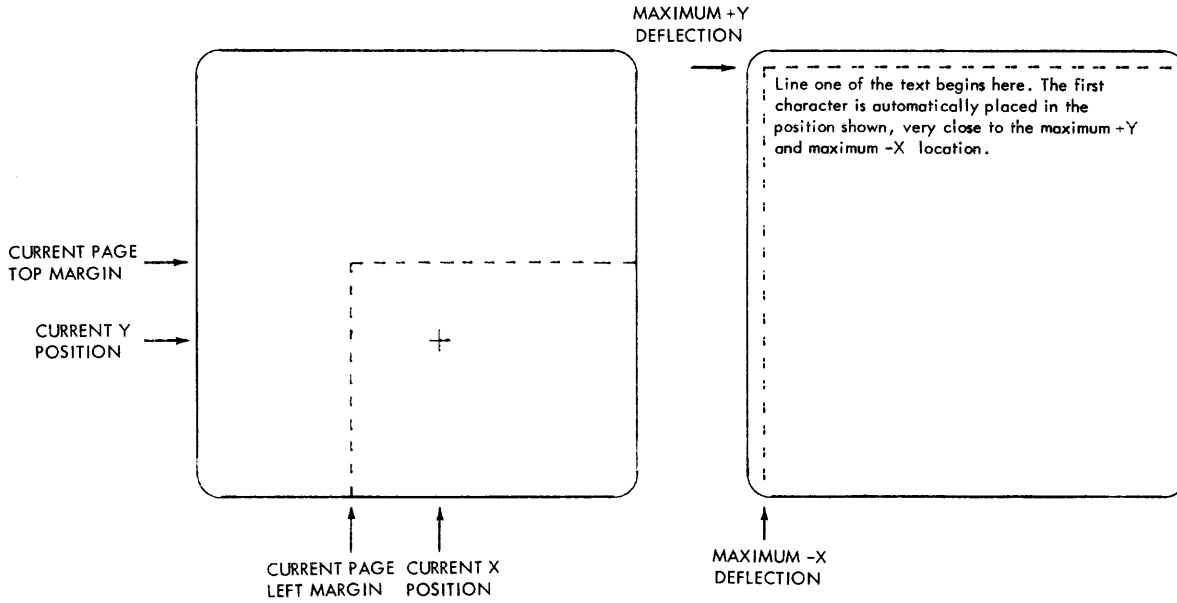 MAXIMUM +Y
DEFLECTION
Line one of the text begins here. The first
character is automatically placed in the
position shown, very close to the maximum +Y
and maximum -X location.
CURRENT PAGE
TOP MARGIN
CURRENT Y
POSITION
CURRENT PAGE
LEFT MARGIN
CURRENT X
POSITION
MAXIMUM -X
DEFLECTION